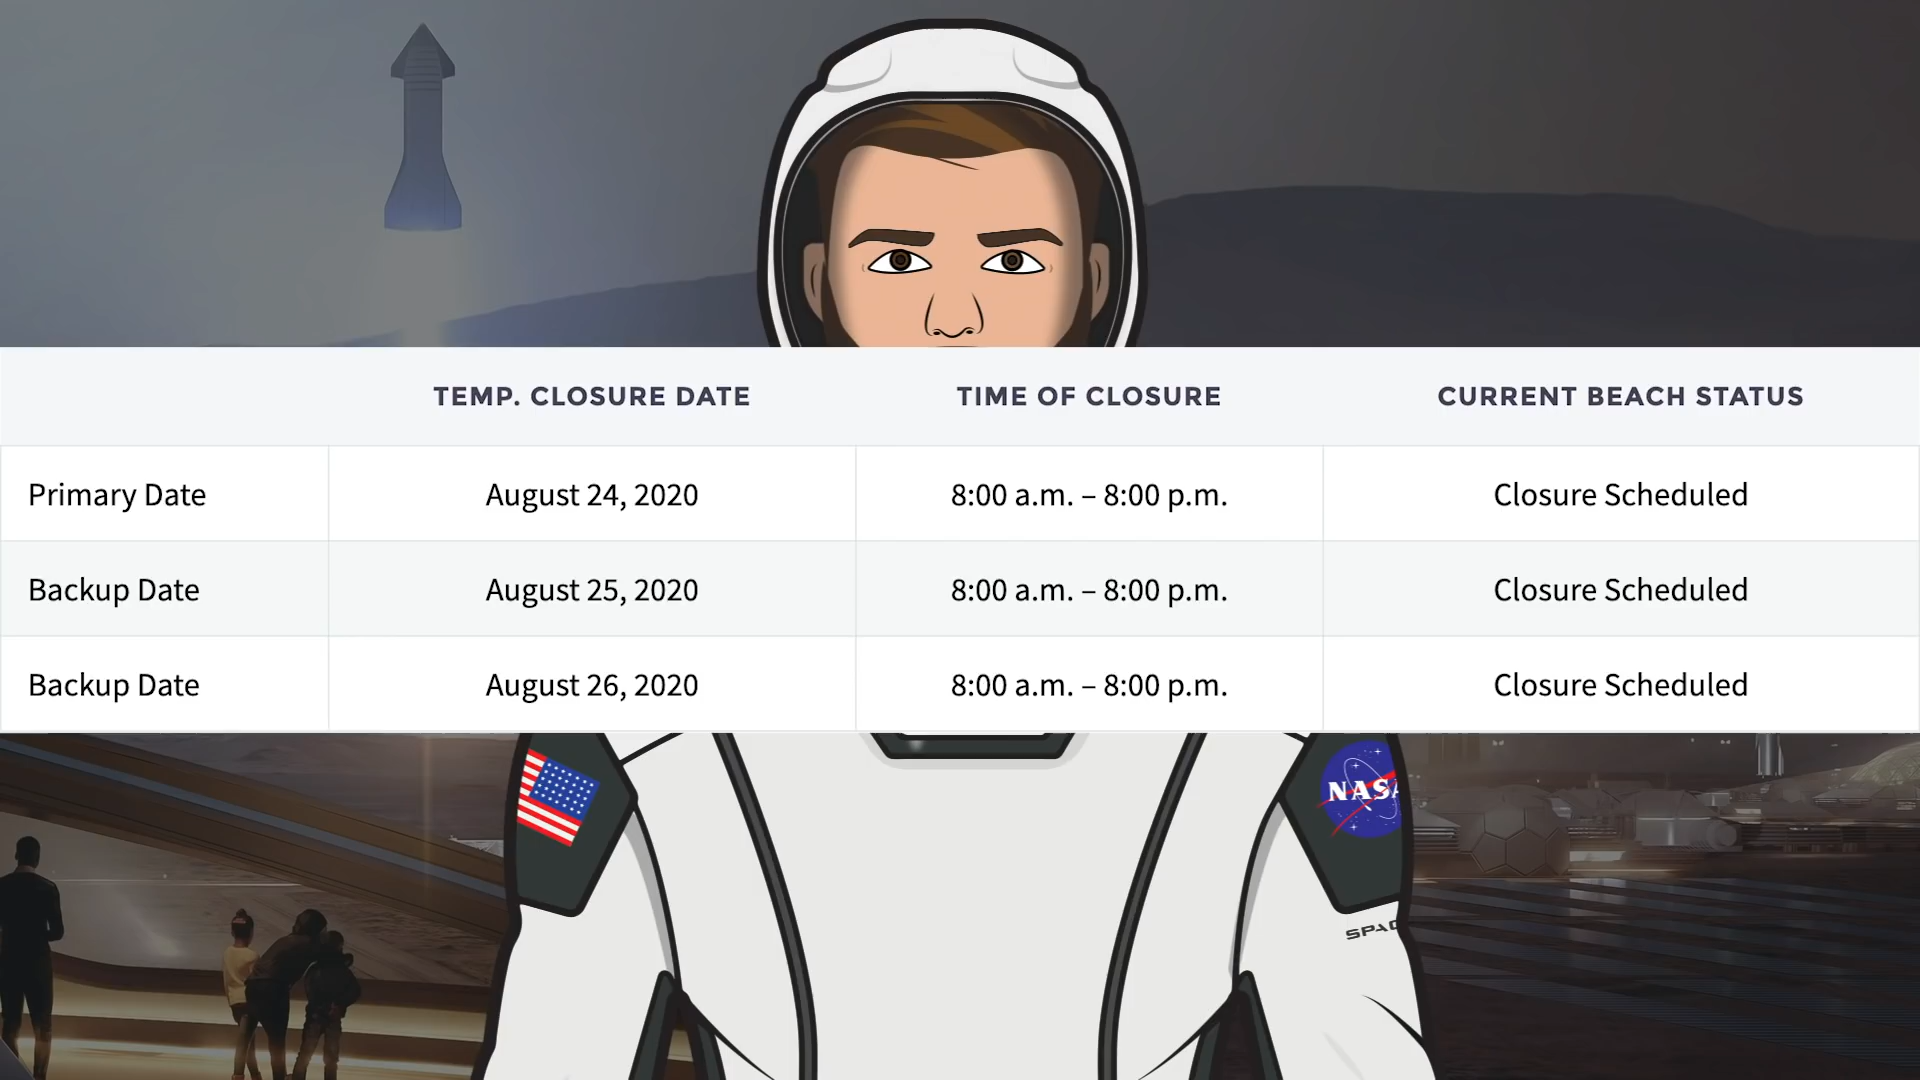 TEMP. CLOSURE DATE TIME OF CLOSURE CURRENT BEACH STATUS
Primary Date August 24, 2020 8:00 a.m. – 8:00 p.m. Closure Scheduled
Backup Date August 25, 2020 8:00 a.m. – 8:00 p.m. Closure Scheduled
Backup Date August 26, 2020 8:00 a.m. – 8:00 p.m. Closure Scheduled
NASA
SPAC